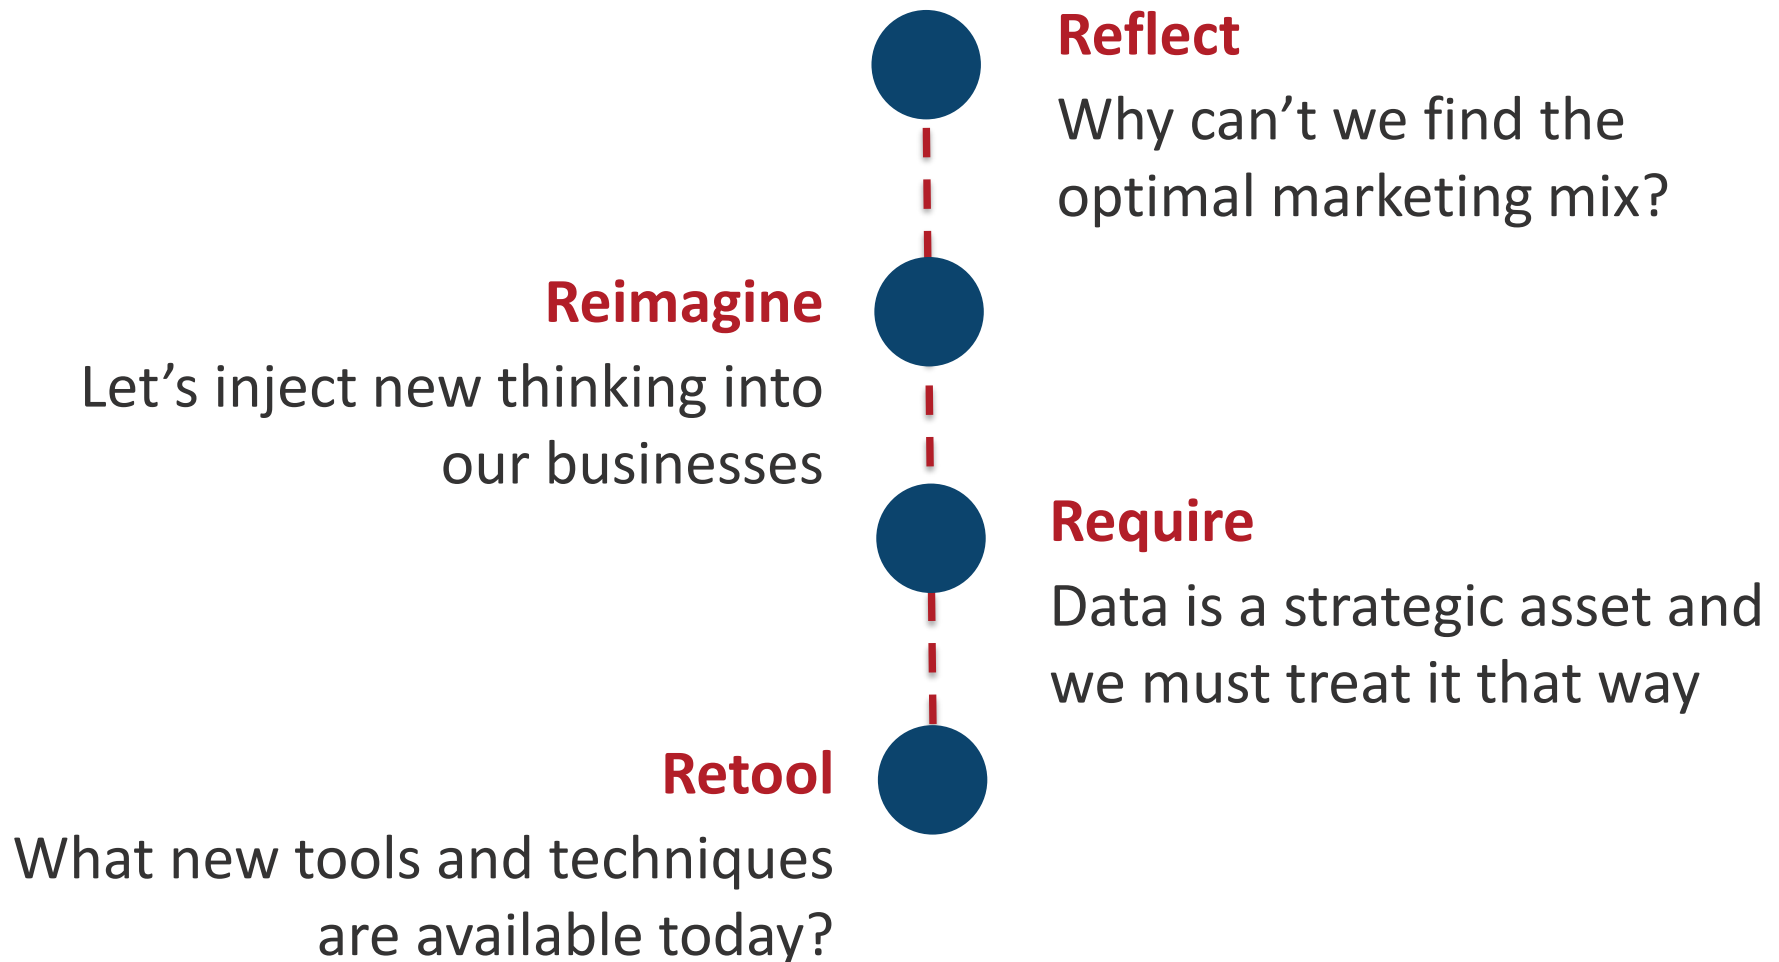 Reflect
Why can’t we find the
optimal marketing mix?
Reimagine
Let’s inject new thinking into
our businesses
Require
Data is a strategic asset and
we must treat it that way
Retool
What new tools and techniques
are available today?